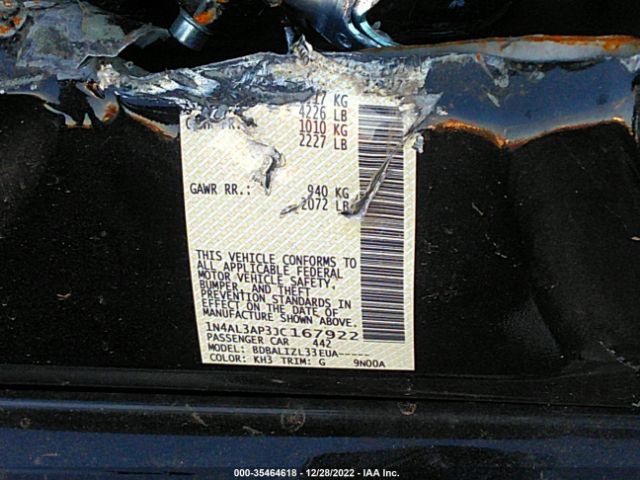 KG
4226 LB
1010 KG
2227 LB
GAWR RR.: 940 KG
2072 LB
THIS VEHICLE CONFORMS TO
ALL APPLICABLE FEDERAL
MOTOR VEHICLE SAFETY,
BUMPER, AND THEFT
PREVENTION STANDARDS IN
EFFECT ON THE DATE OF
MANUFACTURE SHOWN ABOVE.
1N4AL3AP3JC167922
PASSENGER CAR 442
MODEL: BDBALIZL33EUA-----
COLOR: KH3 TRIM: G 9N00A
000-35464618 - 12/28/2022 - IAA Inc.